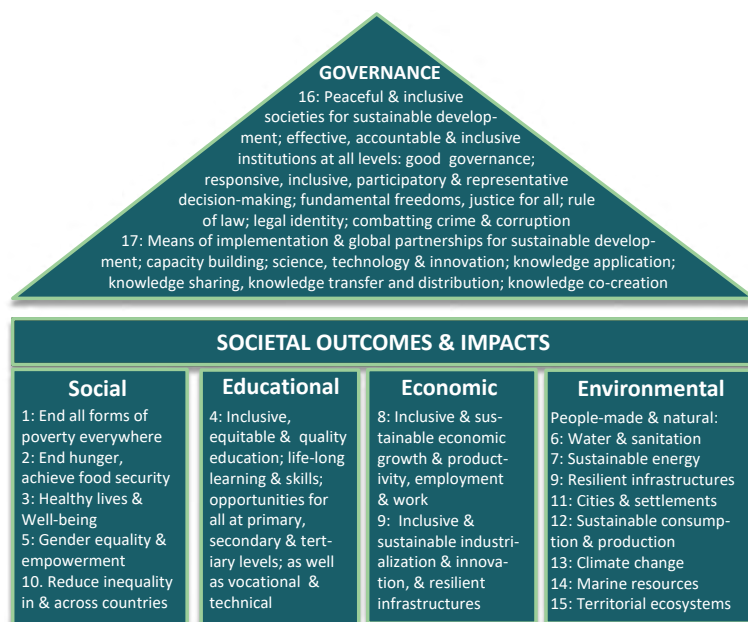 GOVERNANCE
16: Peaceful & inclusive
societies for sustainable develop-
ment; effective, accountable & inclusive
institutions at all levels: good governance;
responsive, inclusive, participatory & representative
decision-making; fundamental freedoms, justice for all; rule
of law; legal identity; combatting crime & corruption
17: Means of implementation & global partnerships for sustainable develop-
ment; capacity building; science, technology & innovation; knowledge application;
knowledge sharing, knowledge transfer and distribution; knowledge co-creation
SOCIETAL OUTCOMES & IMPACTS
Social
1: End all forms of
poverty everywhere
2: End hunger,
achieve food security
3: Healthy lives &
Well-being
5: Gender equality &
empowerment
10. Reduce inequality
in & across countries
Educational
4: Inclusive,
equitable & quality
education; life-long
learning & skills;
opportunities for
all at primary,
secondary & tert-
iary levels; as well
as vocational &
technical
Economic
8: Inclusive & sus-
tainable economic
growth & product-
ivity, employment
& work
9: Inclusive &
sustainable industri-
alization & innova-
tion, & resilient
infrastructures
Environmental
People-made & natural:
6: Water & sanitation
7: Sustainable energy
9: Resilient infrastructures
11: Cities & settlements
12: Sustainable consump-
tion & production
13: Climate change
14: Marine resources
15: Territorial ecosystems